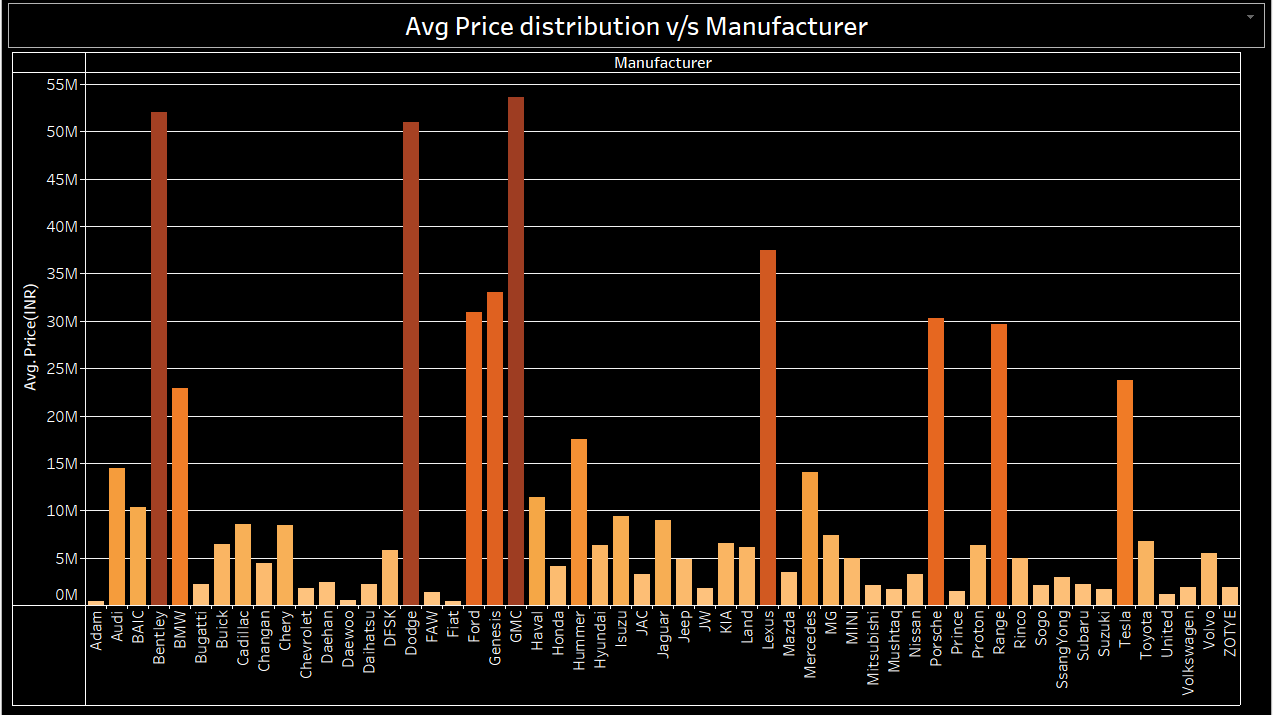 Avg Price distribution v/s Manufacturer
Manufacturer
Avg. Price(INR)
55M
50M
45M
40M
35M
30M
25M
20M
15M
10M
5M
0M
Adam
Audi
BAIC
Bentley
BMW
Bugatti
Buick
Cadillac
Changan
Chery
Chevrolet
Daehan
Daewoo
Daihatsu
DFSK
Dodge
FAW
Fiat
Ford
Genesis
GMC
Haval
Honda
Hummer
Hyundai
Isuzu
JAC
Jaguar
Jeep
JW
KIA
Land
Lexus
Mazda
Mercedes
MG
MINI
Mitsubishi
Mushtaq
Nissan
Porsche
Prince
Proton
Range
Rinco
Sogo
SsangYong
Subaru
Suzuki
Tesla
Toyota
United
Volkswagen
Volvo
ZOTYE